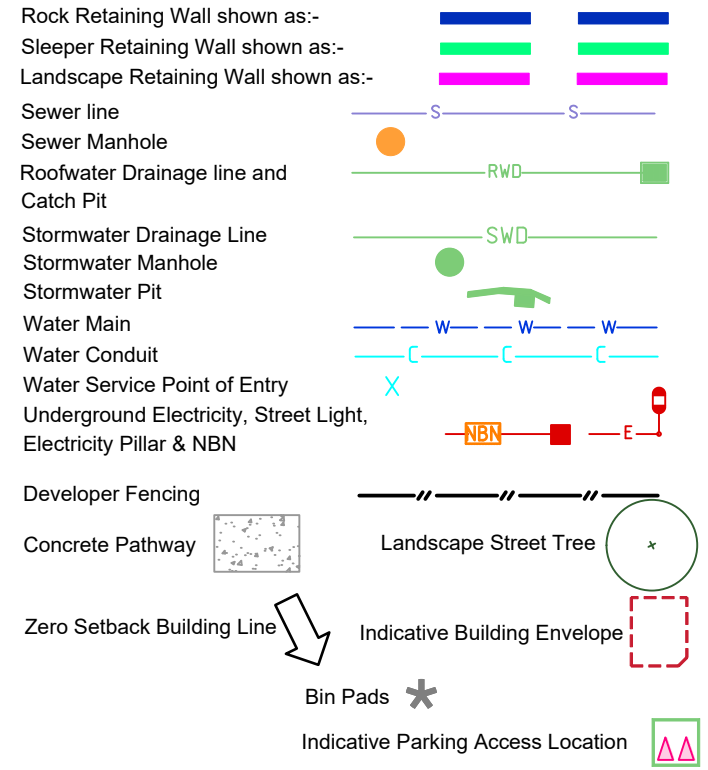 Rock Retaining Wall shown as:-
Sleeper Retaining Wall shown as:-
Landscape Retaining Wall shown as:-
Sewer line S S
Sewer Manhole
Roofwater Drainage line and RWD
Catch Pit
Stormwater Drainage Line SWD
Stormwater Manhole
Stormwater Pit
Water Main W W W
Water Conduit C C C
Water Service Point of Entry X
Underground Electricity, Street Light,
Electricity Pillar & NBN NBN E
Developer Fencing
Concrete Pathway
Landscape Street Tree
Zero Setback Building Line
Indicative Building Envelope
Bin Pads
Indicative Parking Access Location